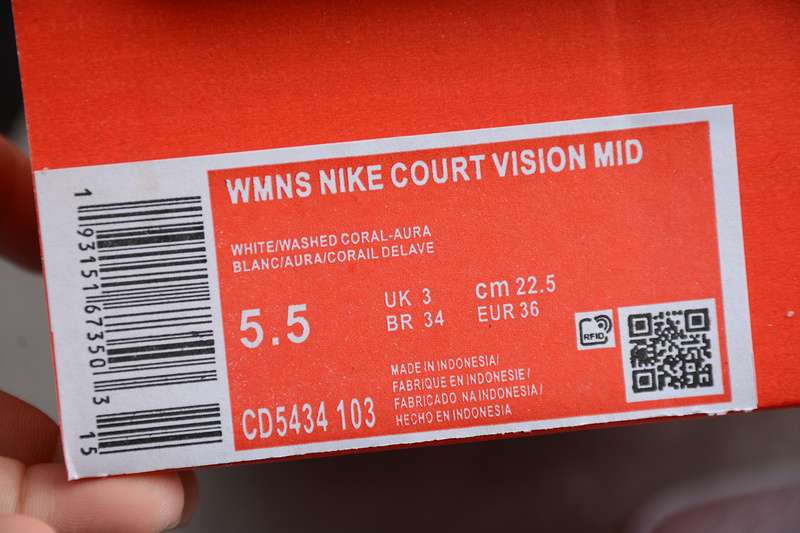 WMNS NIKE COURT VISION MID
WHITE/WASHED CORAL-AURA
BLANC/AURA/CORAIL DELAVE
5.5
UK 3
BR 34
cm 22.5
EUR 36
RFID
MADE IN INDONESIA/
FABRIQUE EN INDONESIE/
FABRICADO NA INDONESIA/
HECHO EN INDONESIA
CD5434 103
1 93151 67350 3 15